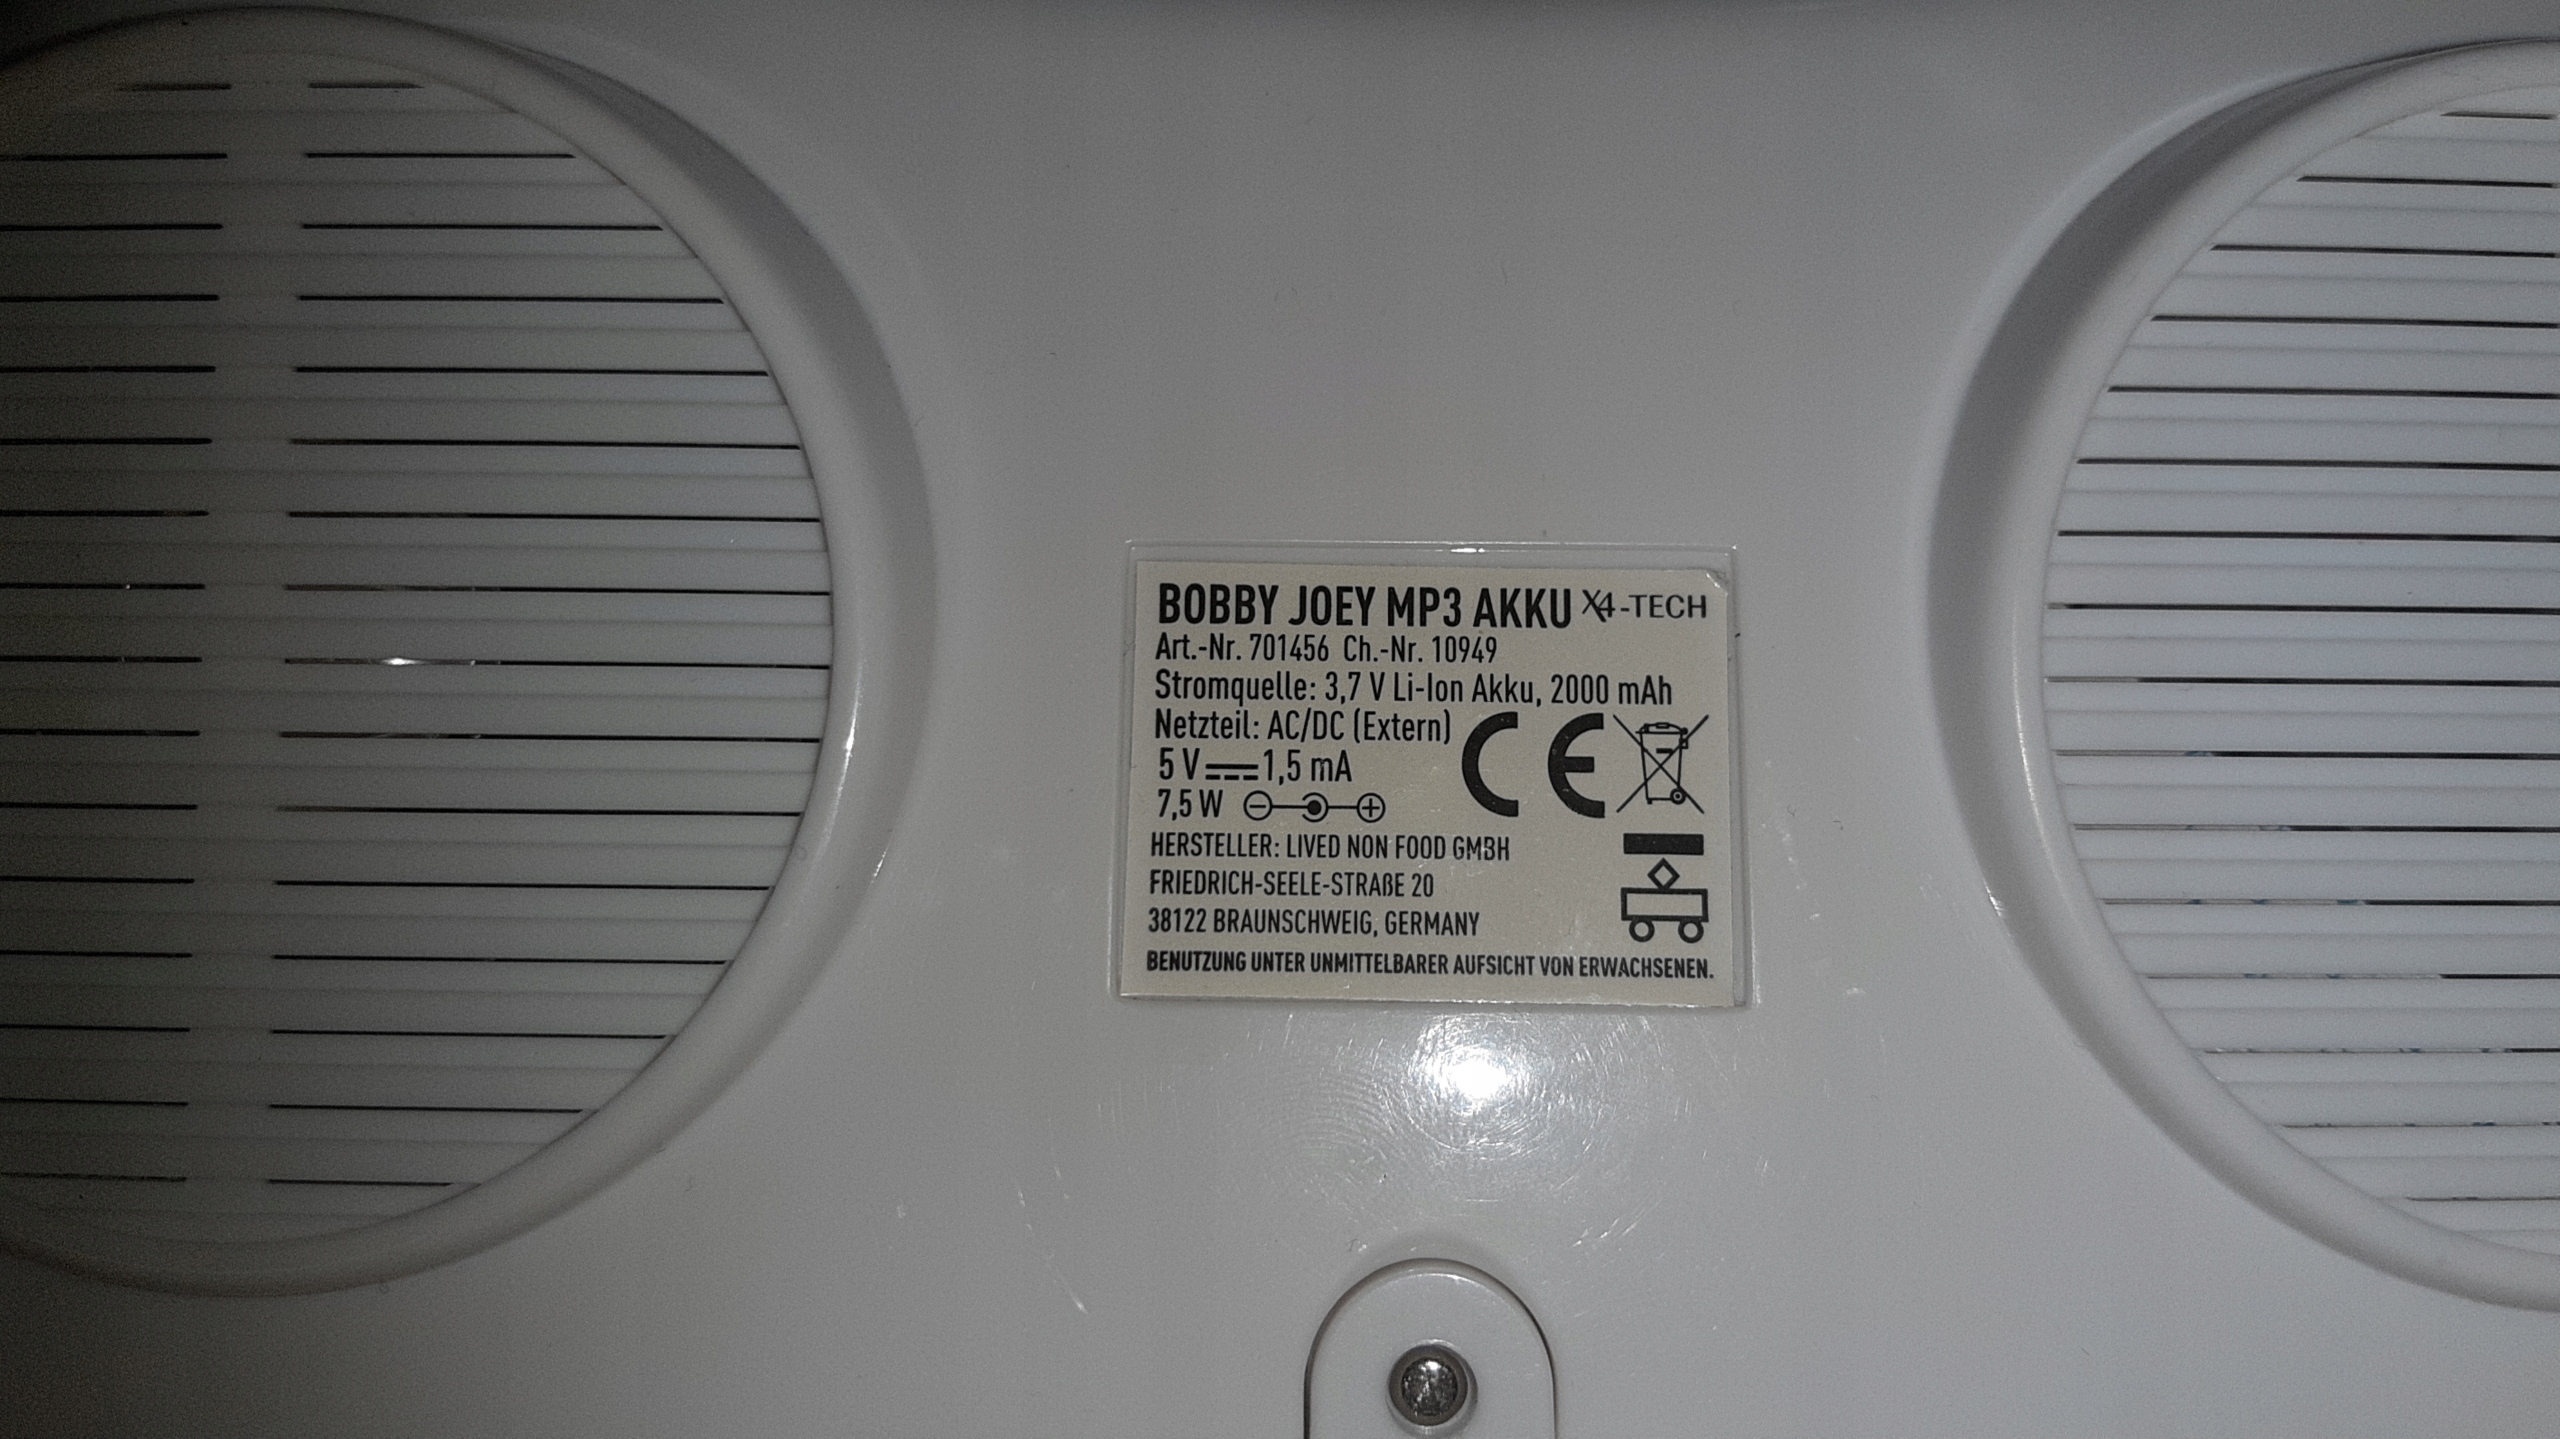 BOBBY JOEY MP3 AKKU X4-TECH
Art.-Nr. 701456 Ch.-Nr. 10949
Stromquelle: 3,7 V Li-Ion Akku, 2000 mAh
Netzteil: AC/DC (Extern)
5 V 1,5 mA
7,5 W
CE
HERSTELLER: LIVED NON FOOD GMBH
FRIEDRICH-SEELE-STRAßE 20
38122 BRAUNSCHWEIG, GERMANY
BENUTZUNG UNTER UNMITTELBARER AUFSICHT VON ERWACHSENEN.